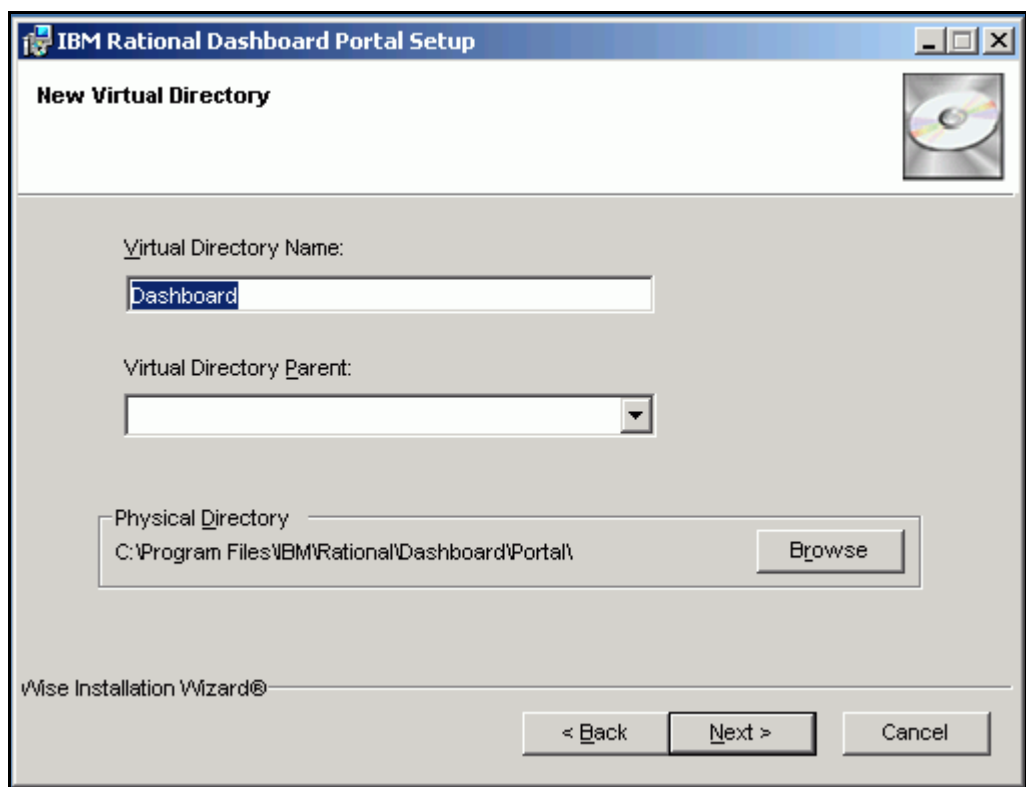 IBM Rational Dashboard Portal Setup
New Virtual Directory
Virtual Directory Name:
Dashboard
Virtual Directory Parent:
Physical Directory
C:\Program Files\IBM\Rational\Dashboard\Portal\
Browse
Wise Installation Wizard®
< Back
Next >
Cancel